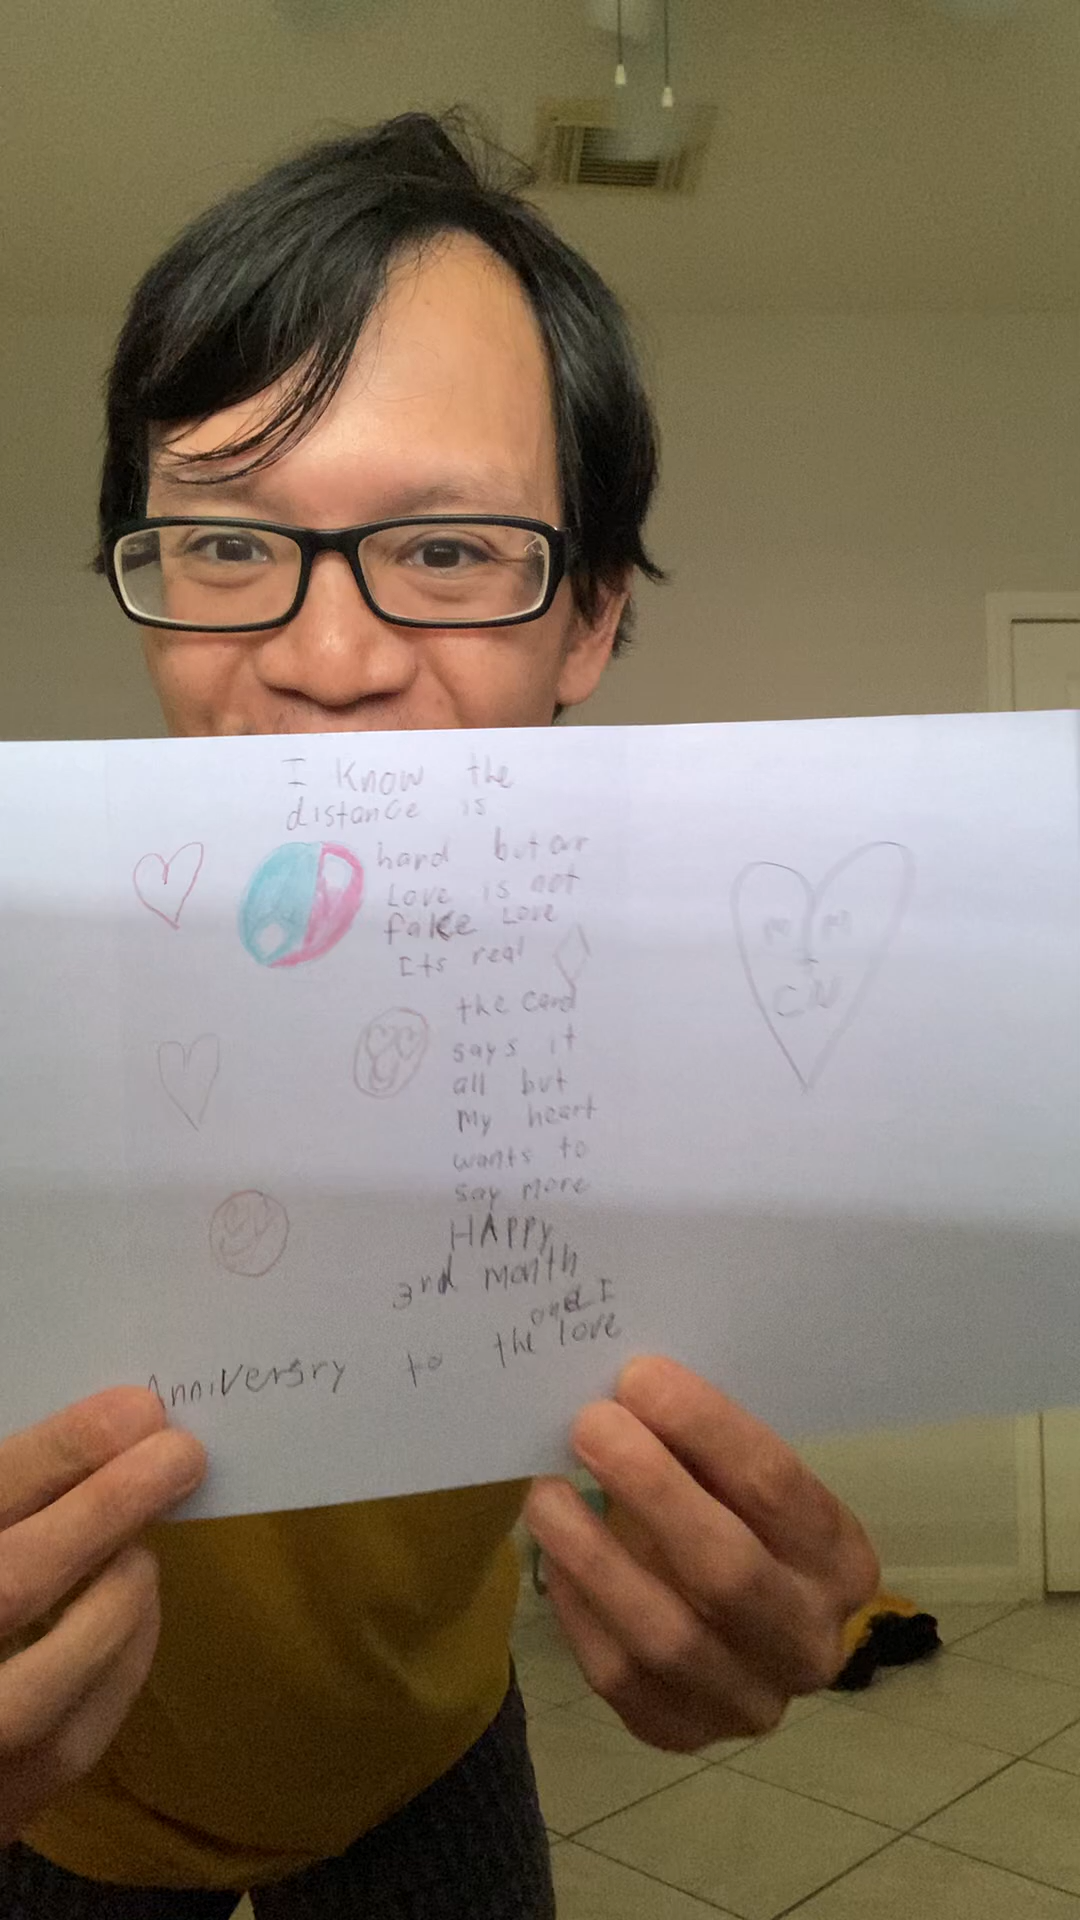 I know the
distance is
hard but our
Love is not
fake Love
Its real
the card
says it
all but
my heart
wants to
say more
HAPPY
3rd month
Anniversry to the love
one I
M M
CN